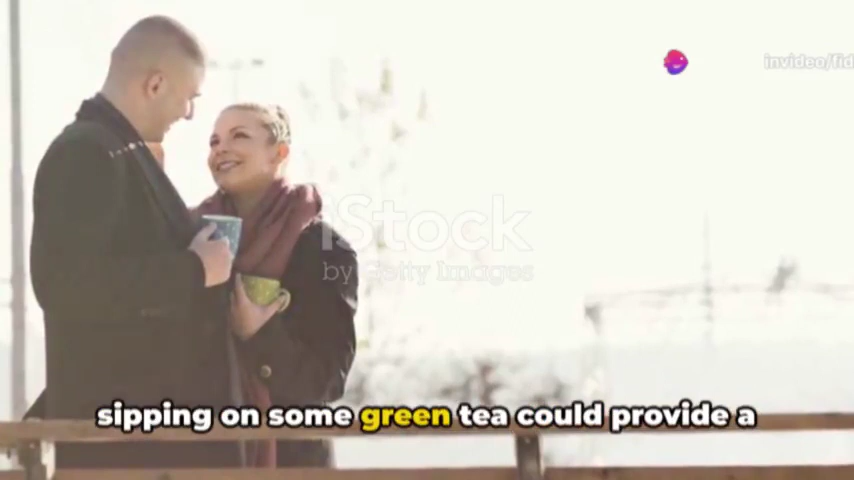 invideo/fid
iStock
by Getty Images
sipping on some green tea could provide a